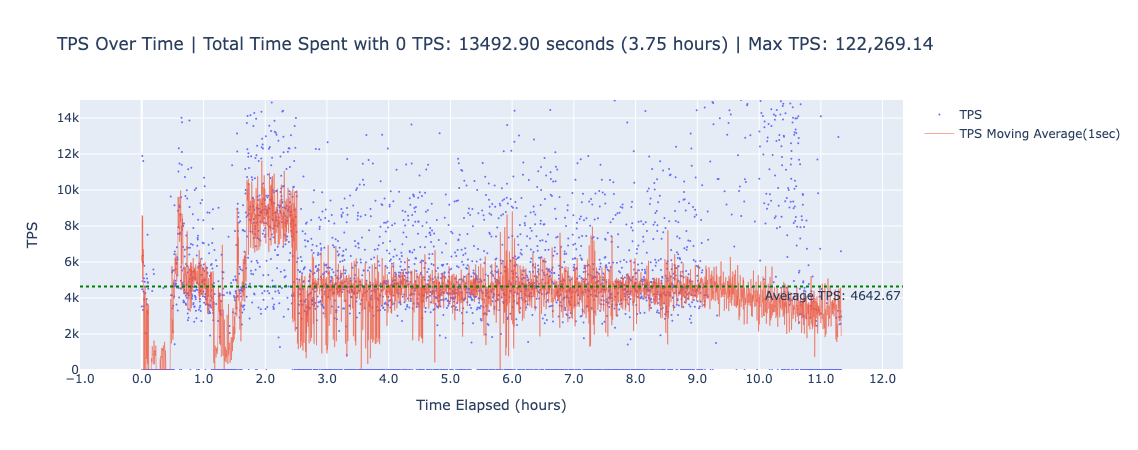 TPS Over Time | Total Time Spent with 0 TPS: 13492.90 seconds (3.75 hours) | Max TPS: 122,269.14
TPS
TPS Moving Average(1sec)
14k
12k
10k
8k
6k
4k
2k
0
TPS
Average TPS: 4642.67
−1.0 0.0 1.0 2.0 3.0 4.0 5.0 6.0 7.0 8.0 9.0 10.0 11.0 12.0
Time Elapsed (hours)